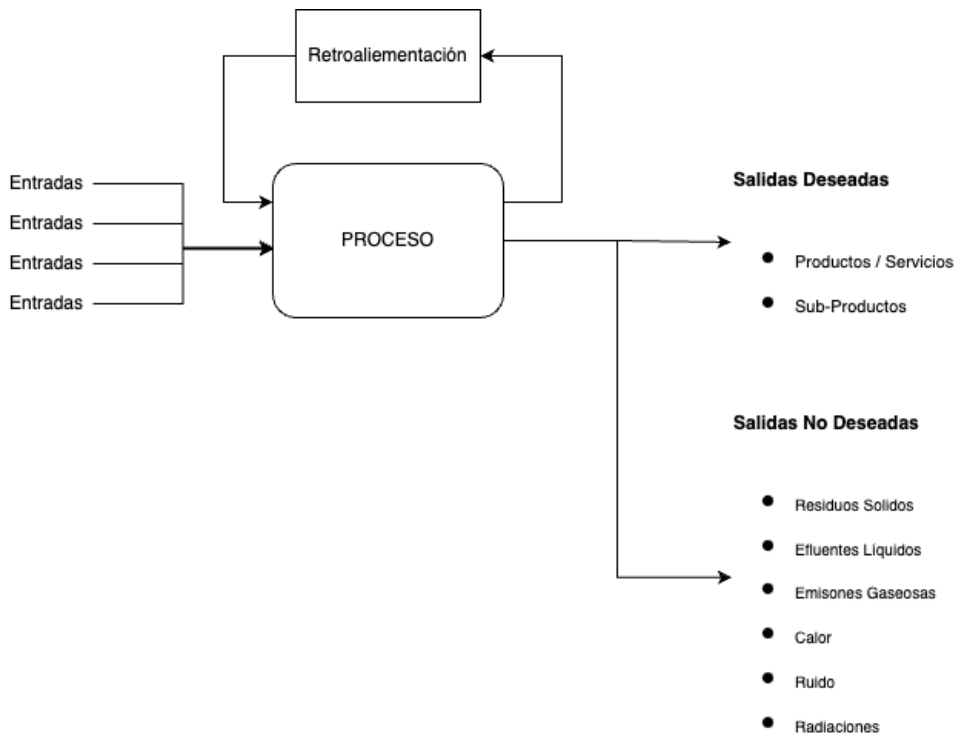 Retroaliementación
Entradas
Entradas
Entradas
Entradas
PROCESO
Salidas Deseadas
Productos / Servicios
Sub-Productos
Salidas No Deseadas
Residuos Solidos
Efluentes Líquidos
Emisones Gaseosas
Calor
Ruido
Radiaciones